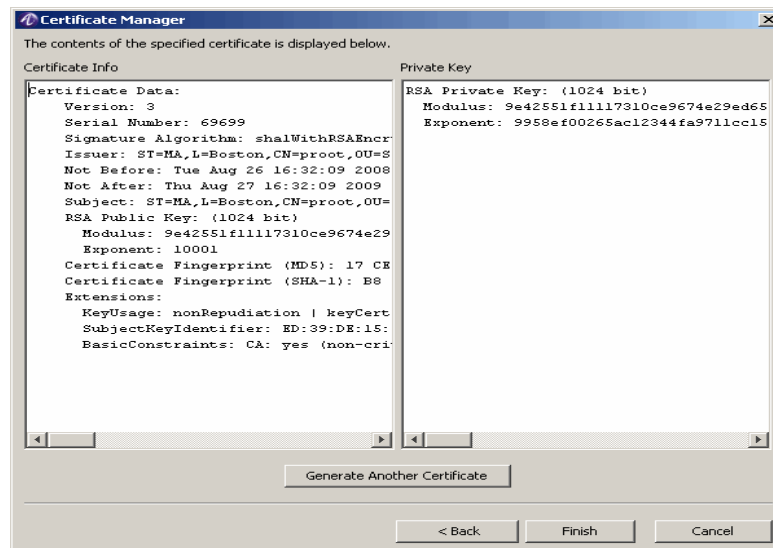 Certificate Manager
The contents of the specified certificate is displayed below.
Certificate Info
Certificate Data:
Version: 3
Serial Number: 69699
Signature Algorithm: sha1WithRSAEncr
Issuer: ST=MA,L=Boston,CN=proot,OU=S
Not Before: Tue Aug 26 16:32:09 2008
Not After: Thu Aug 27 16:32:09 2009
Subject: ST=MA,L=Boston,CN=proot,OU=
RSA Public Key: (1024 bit)
Modulus: 9e42551f11117310ce9674e29
Exponent: 10001
Certificate Fingerprint (MD5): 17 CE
Certificate Fingerprint (SHA-1): B8
Extensions:
KeyUsage: nonRepudiation | keyCert
SubjectKeyIdentifier: ED:39:DE:15:
BasicConstraints: CA: yes (non-cri
Private Key
RSA Private Key: (1024 bit)
Modulus: 9e42551f11117310ce9674e29ed65
Exponent: 9958ef00265ac12344fa9711cc15
Generate Another Certificate
< Back
Finish
Cancel